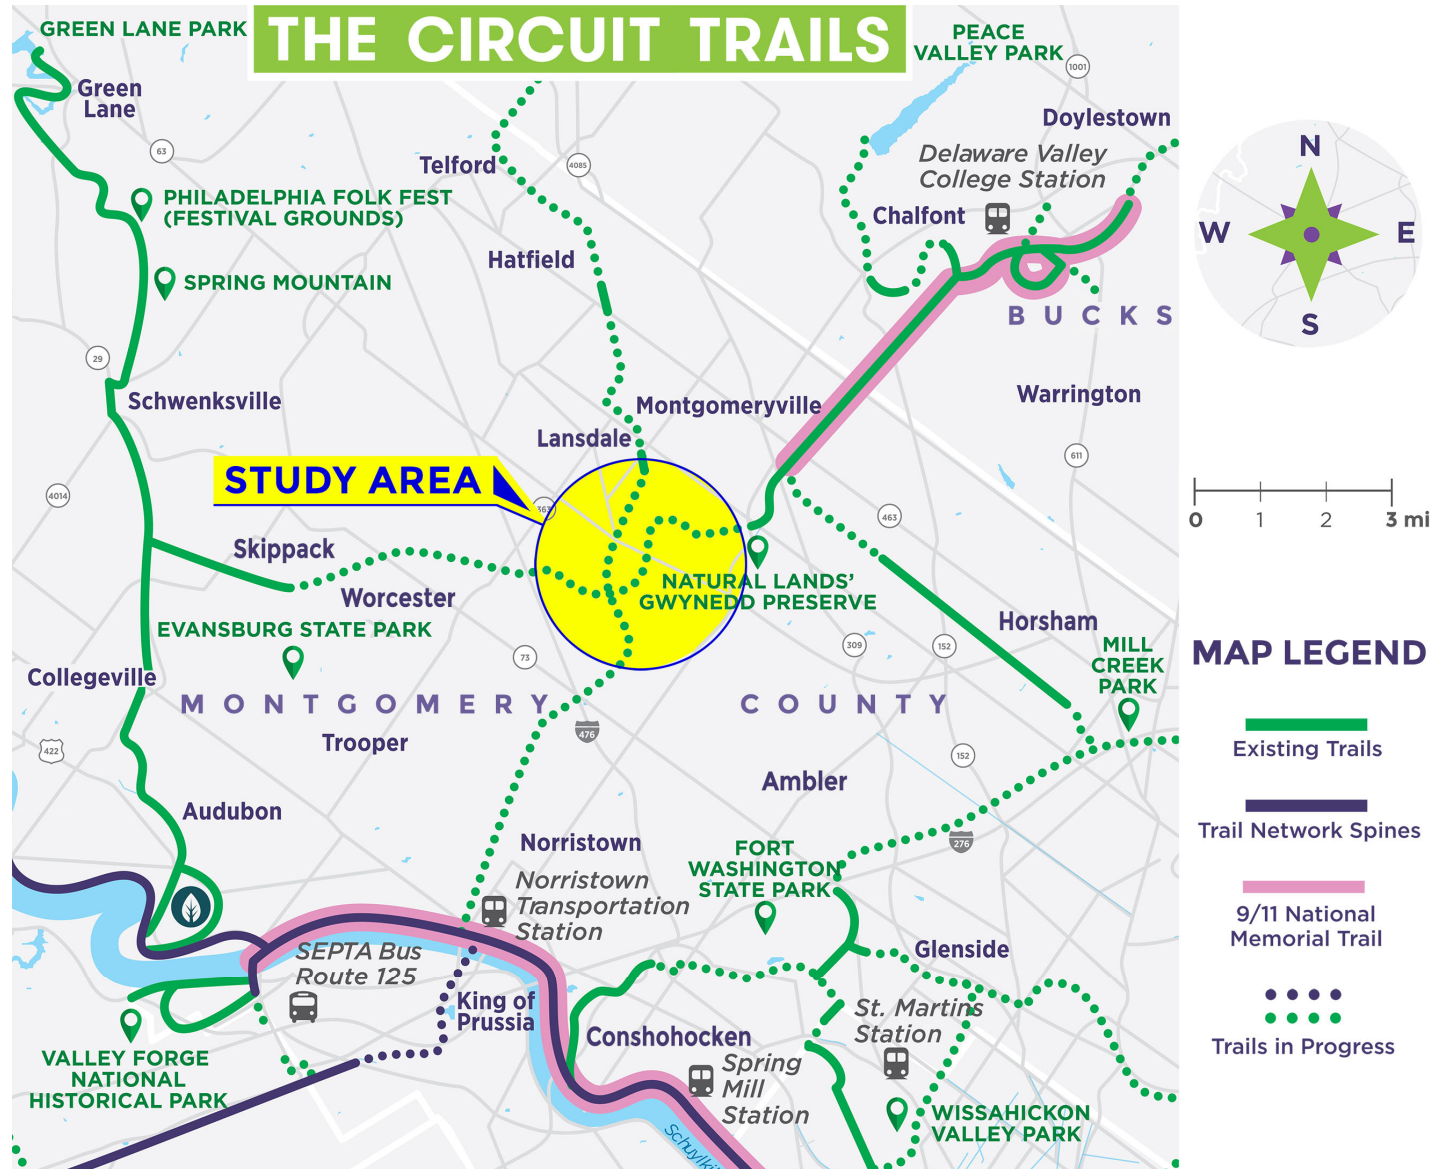 THE CIRCUIT TRAILS
GREEN LANE PARK
PEACE
VALLEY PARK
1001
Green
Lane
Doylestown
63
Telford
4085
Delaware Valley
College Station
PHILADELPHIA FOLK FEST
(FESTIVAL GROUNDS)
Chalfont
N
W
E
S
Hatfield
SPRING MOUNTAIN
BUCKS
29
Schwenksville
Montgomeryville
Warrington
Lansdale
611
STUDY AREA
4014
363
463
0
1
2
3 mi
Skippack
NATURAL LANDS’
GWYNEDD PRESERVE
Worcester
EVANSBURG STATE PARK
Horsham
73
309
152
MILL
CREEK
PARK
MAP LEGEND
Collegeville
MONTGOMERY
COUNTY
476
Trooper
422
152
Existing Trails
Ambler
Audubon
Trail Network Spines
Norristown
276
FORT
WASHINGTON
STATE PARK
Norristown
Transportation
Station
9/11 National
Memorial Trail
SEPTA Bus
Route 125
Glenside
King of
Prussia
St. Martins
Station
Conshohocken
Trails in Progress
VALLEY FORGE
NATIONAL
HISTORICAL PARK
Spring
Mill
Station
WISSAHICKON
VALLEY PARK
Schuylki